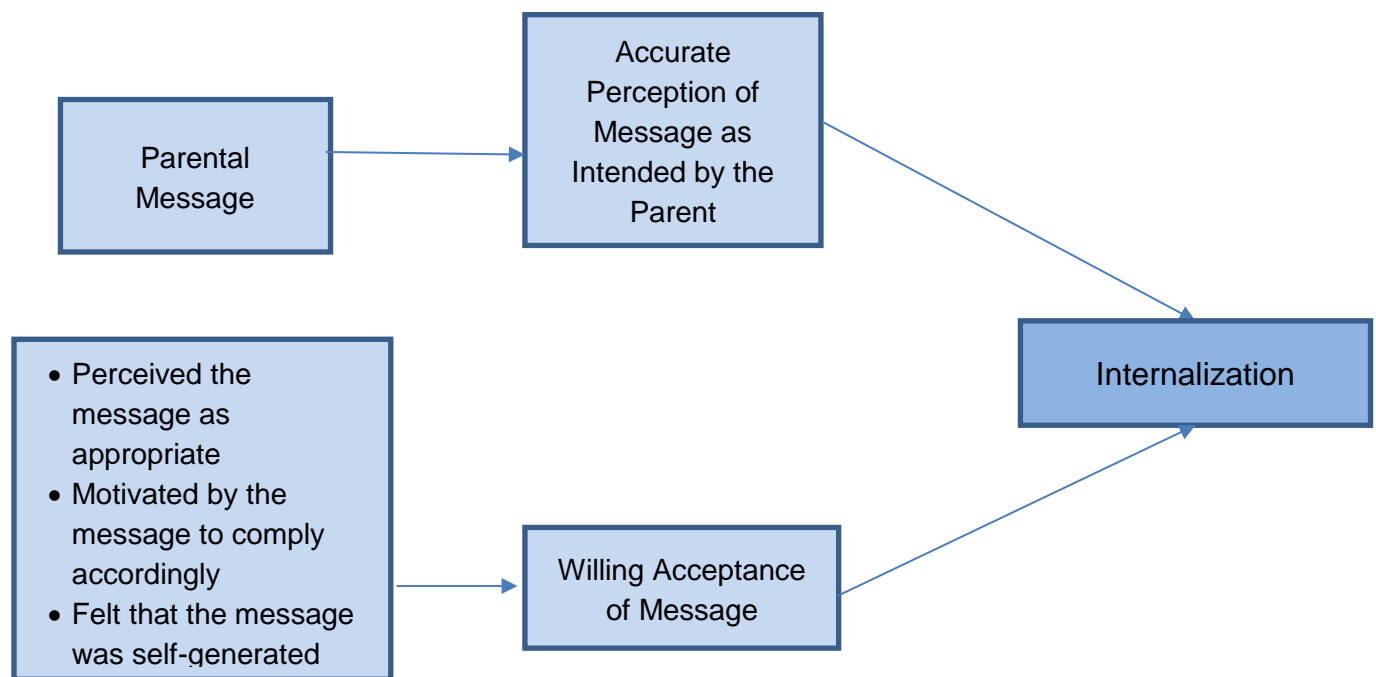 Parental
Message
Accurate
Perception of
Message as
Intended by the
Parent
• Perceived the
message as
appropriate
• Motivated by the
message to comply
accordingly
• Felt that the message
was self-generated
Willing Acceptance
of Message
Internalization